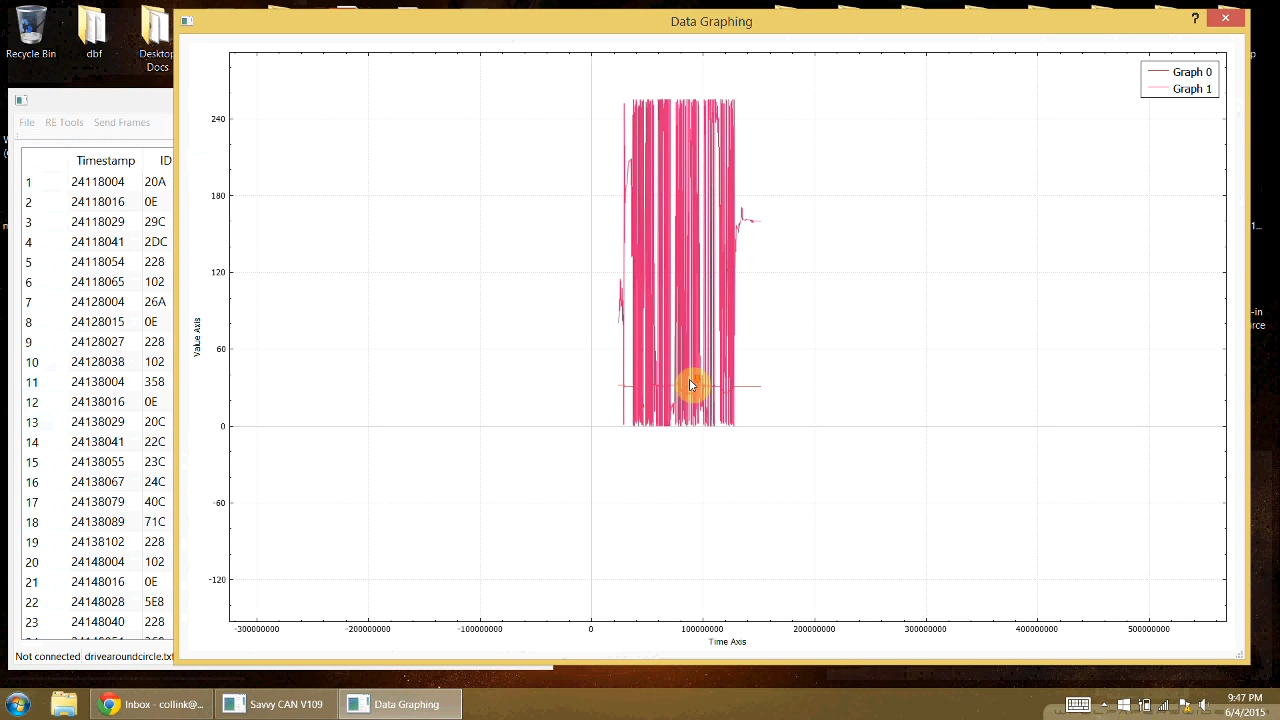 Data Graphing
?
Recycle Bin
dbf
Desktop
Docs
File RE Tools Send Frames
Timestamp ID
1 24118004 20A
2 24118016 0E
3 24118029 29C
4 24118041 2DC
5 24118054 228
6 24118065 102
7 24128004 26A
8 24128015 0E
9 24128027 228
10 24128038 102
11 24138004 358
12 24138016 0E
13 24138029 20C
14 24138041 22C
15 24138055 23C
16 24138067 24C
17 24138079 40C
18 24138089 71C
19 24138102 228
20 24148004 102
21 24148016 0E
22 24148028 5E8
23 24148040 228
Not connected drivearoundcircle.txt
Graph 0
Graph 1
240
180
120
60
0
-60
-120
Value Axis
-300000000 -200000000 -100000000 0 100000000 200000000 300000000 400000000 500000000
Time Axis
Inbox - collink@...
Savvy CAN V109
Data Graphing
9:47 PM
6/4/2015